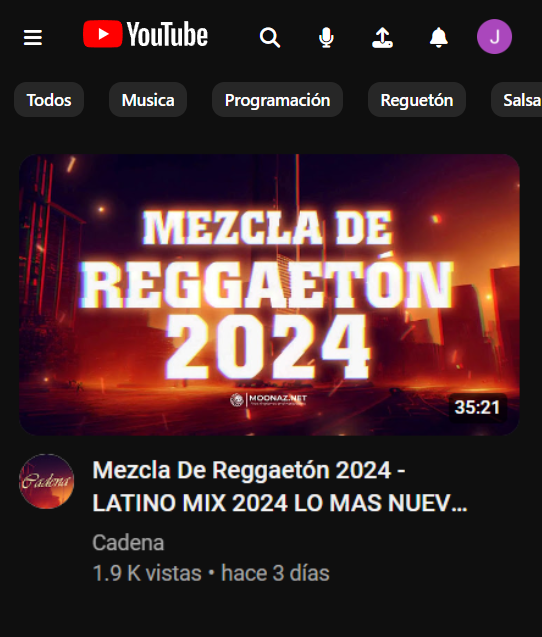 YouTube
J
Todos Musica Programación Reguetón Salsa
MEZCLA DE
REGGAETÓN
2024
MOONAZ.NET
35:21
Cadena
Mezcla De Reggaetón 2024 -
LATINO MIX 2024 LO MAS NUEV...
Cadena
1.9 K vistas • hace 3 días